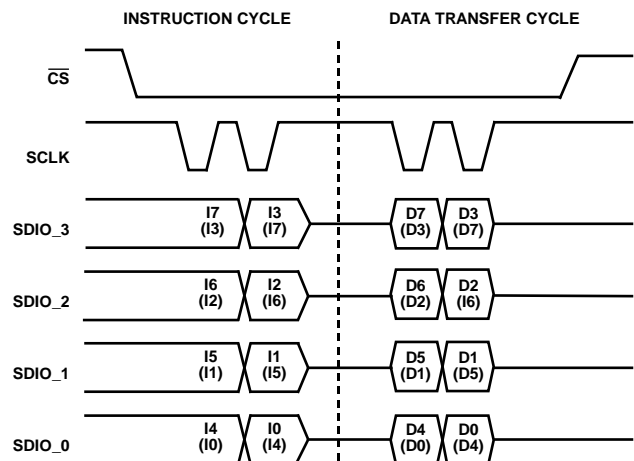 INSTRUCTION CYCLE DATA TRANSFER CYCLE
CS
SCLK
SDIO_3 I7 I3 D7 D3
(I3) (I7) (D3) (D7)
SDIO_2 I6 I2 D6 D2
(I2) (I6) (D2) (I6)
SDIO_1 I5 I1 D5 D1
(I1) (I5) (D1) (D5)
SDIO_0 I4 I0 D4 D0
(I0) (I4) (D0) (D4)